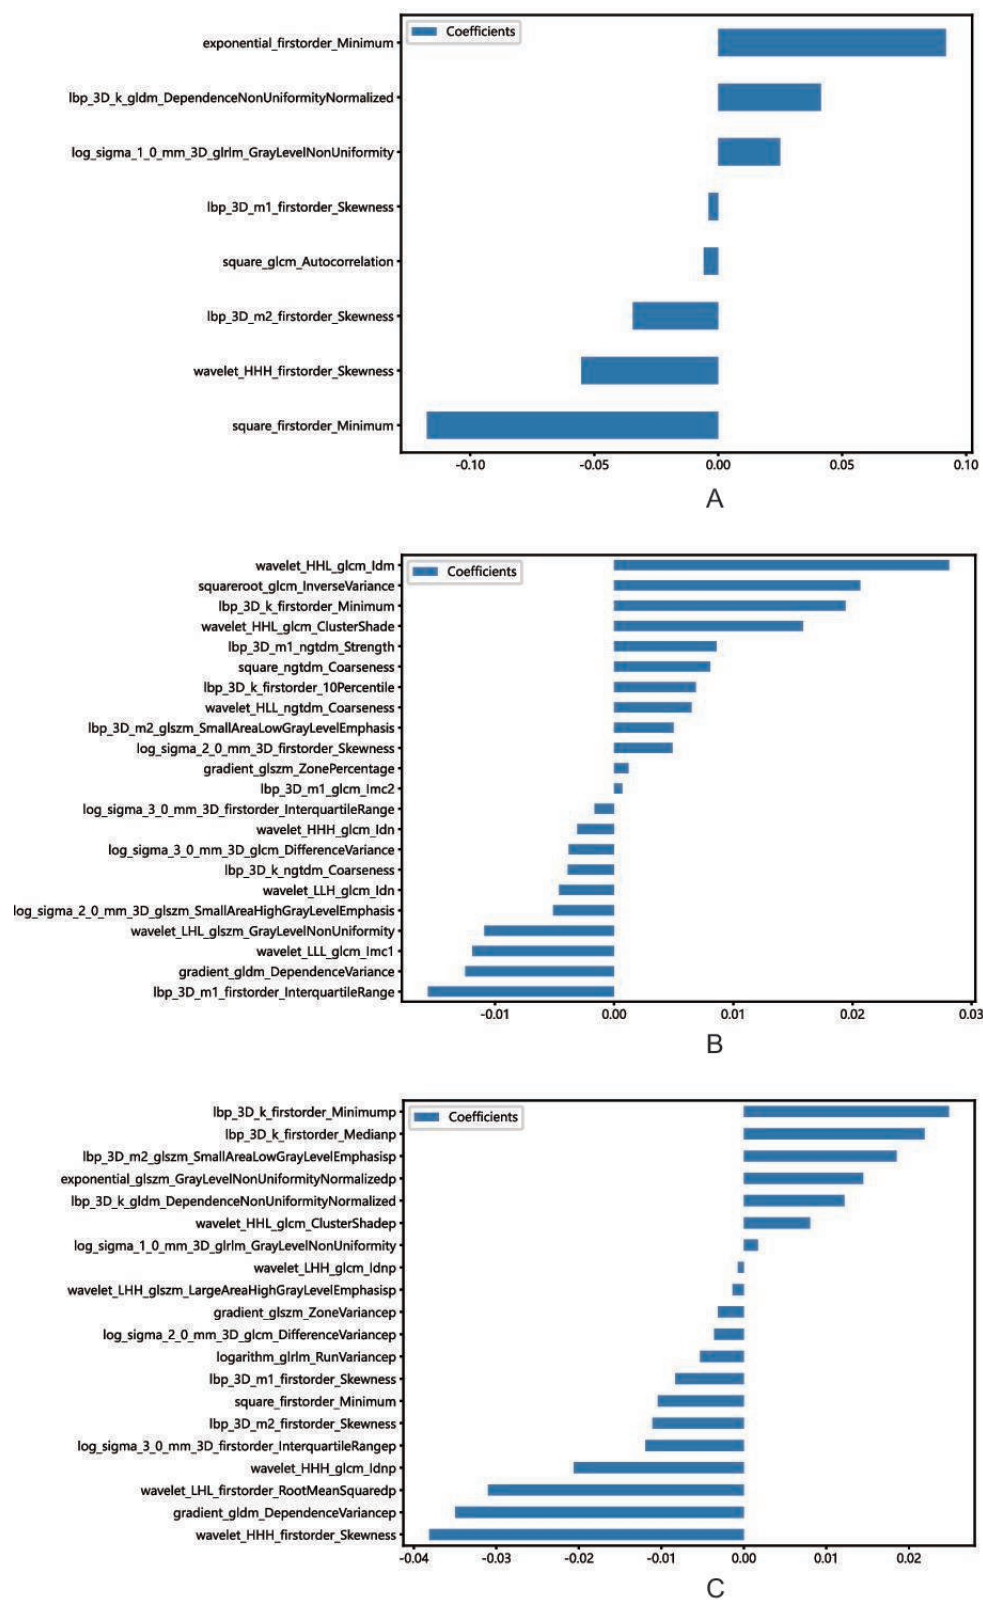 Coefficients
exponential_firstorder_Minimum
lbp_3D_k_gldm_DependenceNonUniformityNormalized
log_sigma_1_0_mm_3D_glrlm_GrayLevelNonUniformity
lbp_3D_m1_firstorder_Skewness
square_glcm_Autocorrelation
lbp_3D_m2_firstorder_Skewness
wavelet_HHH_firstorder_Skewness
square_firstorder_Minimum
-0.10 -0.05 0.00 0.05 0.10
A
Coefficients
wavelet_HHL_glcm_Idm
squareroot_glcm_InverseVariance
lbp_3D_k_firstorder_Minimum
wavelet_HHL_glcm_ClusterShade
lbp_3D_m1_ngtdm_Strength
square_ngtdm_Coarseness
lbp_3D_k_firstorder_10Percentile
wavelet_HLL_ngtdm_Coarseness
lbp_3D_m2_glszm_SmallAreaLowGrayLevelEmphasis
log_sigma_2_0_mm_3D_firstorder_Skewness
gradient_glszm_ZonePercentage
lbp_3D_m1_glcm_Imc2
log_sigma_3_0_mm_3D_firstorder_InterquartileRange
wavelet_HHH_glcm_Idn
log_sigma_3_0_mm_3D_glcm_DifferenceVariance
lbp_3D_k_ngtdm_Coarseness
wavelet_LLH_glcm_Idn
log_sigma_2_0_mm_3D_glszm_SmallAreaHighGrayLevelEmphasis
wavelet_LHL_glszm_GrayLevelNonUniformity
wavelet_LLL_glcm_Imc1
gradient_gldm_DependenceVariance
lbp_3D_m1_firstorder_InterquartileRange
-0.01 0.00 0.01 0.02 0.03
B
Coefficients
lbp_3D_k_firstorder_Minimump
lbp_3D_k_firstorder_Medianp
lbp_3D_m2_glszm_SmallAreaLowGrayLevelEmphasisp
exponential_glszm_GrayLevelNonUniformityNormalizedp
lbp_3D_k_gldm_DependenceNonUniformityNormalized
wavelet_HHL_glcm_ClusterShadep
log_sigma_1_0_mm_3D_glrlm_GrayLevelNonUniformity
wavelet_LHH_glcm_Idnp
wavelet_LHH_glszm_LargeAreaHighGrayLevelEmphasisp
gradient_glszm_ZoneVariancep
log_sigma_2_0_mm_3D_glcm_DifferenceVariancep
logarithm_glrlm_RunVariancep
lbp_3D_m1_firstorder_Skewness
square_firstorder_Minimum
lbp_3D_m2_firstorder_Skewness
log_sigma_3_0_mm_3D_firstorder_InterquartileRangep
wavelet_HHH_glcm_Idnp
wavelet_LHL_firstorder_RootMeanSquaredp
gradient_gldm_DependenceVariancep
wavelet_HHH_firstorder_Skewness
-0.04 -0.03 -0.02 -0.01 0.00 0.01 0.02
C